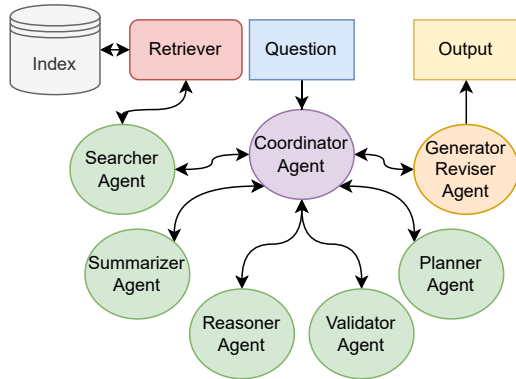 Index
Retriever
Question
Output
Searcher
Agent
Coordinator
Agent
Generator
Reviser
Agent
Summarizer
Agent
Planner
Agent
Reasoner
Agent
Validator
Agent